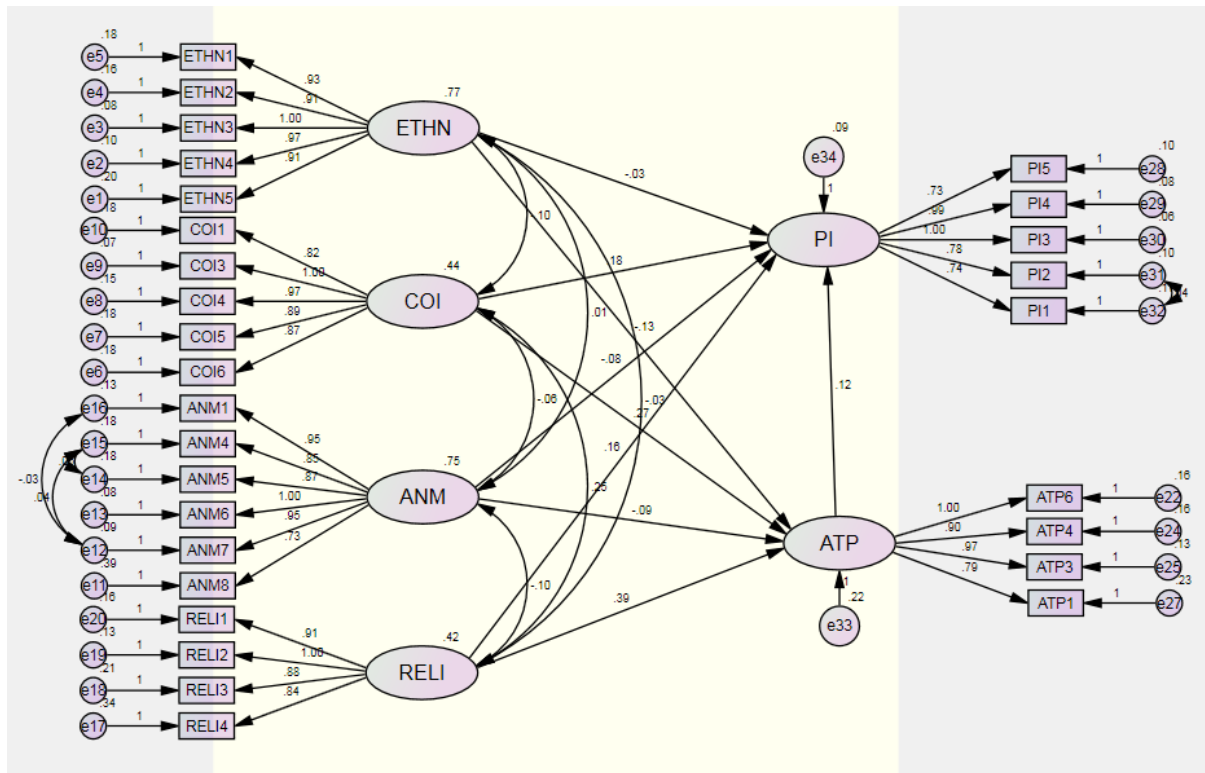 .18
e5 1 ETHN1
.16
e4 1 ETHN2
.08
e3 1 ETHN3
.10
e2 1 ETHN4
.20
e1 1 ETHN5
.18
e10 1 COI1
.07
e9 1 COI3
.15
e8 1 COI4
.18
e7 1 COI5
.18
e6 1 COI6
.13
e16 1 ANM1
.18
e15 1 ANM4
.18
e14 1 ANM5
.08
e13 1 ANM6
.09
e12 1 ANM7
.39
e11 1 ANM8
.16
e20 1 RELI1
.13
e19 1 RELI2
.21
e18 1 RELI3
.34
e17 1 RELI4
-.03
.04
.93
.91
1.00
.97
.91
.77
ETHN
.82
1.00
.97
.89
.87
.44
COI
.95
.85
.87
1.00
.95
.73
.75
ANM
.91
1.00
.88
.84
.42
RELI
-.03
.10
.18
.01
-.13
-.08
-.06
-.03
.27
.16
.25
-.09
-.10
.39
.12
.09
e34
1
PI
ATP
1
.22
e33
.73
.99
1.00
.78
.74
.10
PI5 1 e28
.08
PI4 1 e29
.06
PI3 1 e30
.10
PI2 1 e31
PI1 1 e32
1.00
.90
.97
.79
.16
ATP6 1 e22
.16
ATP4 1 e24
.13
ATP3 1 e25
.23
ATP1 1 e27